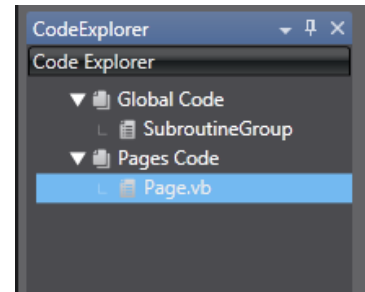 CodeExplorer
Code Explorer
Global Code
SubroutineGroup
Pages Code
Page.vb